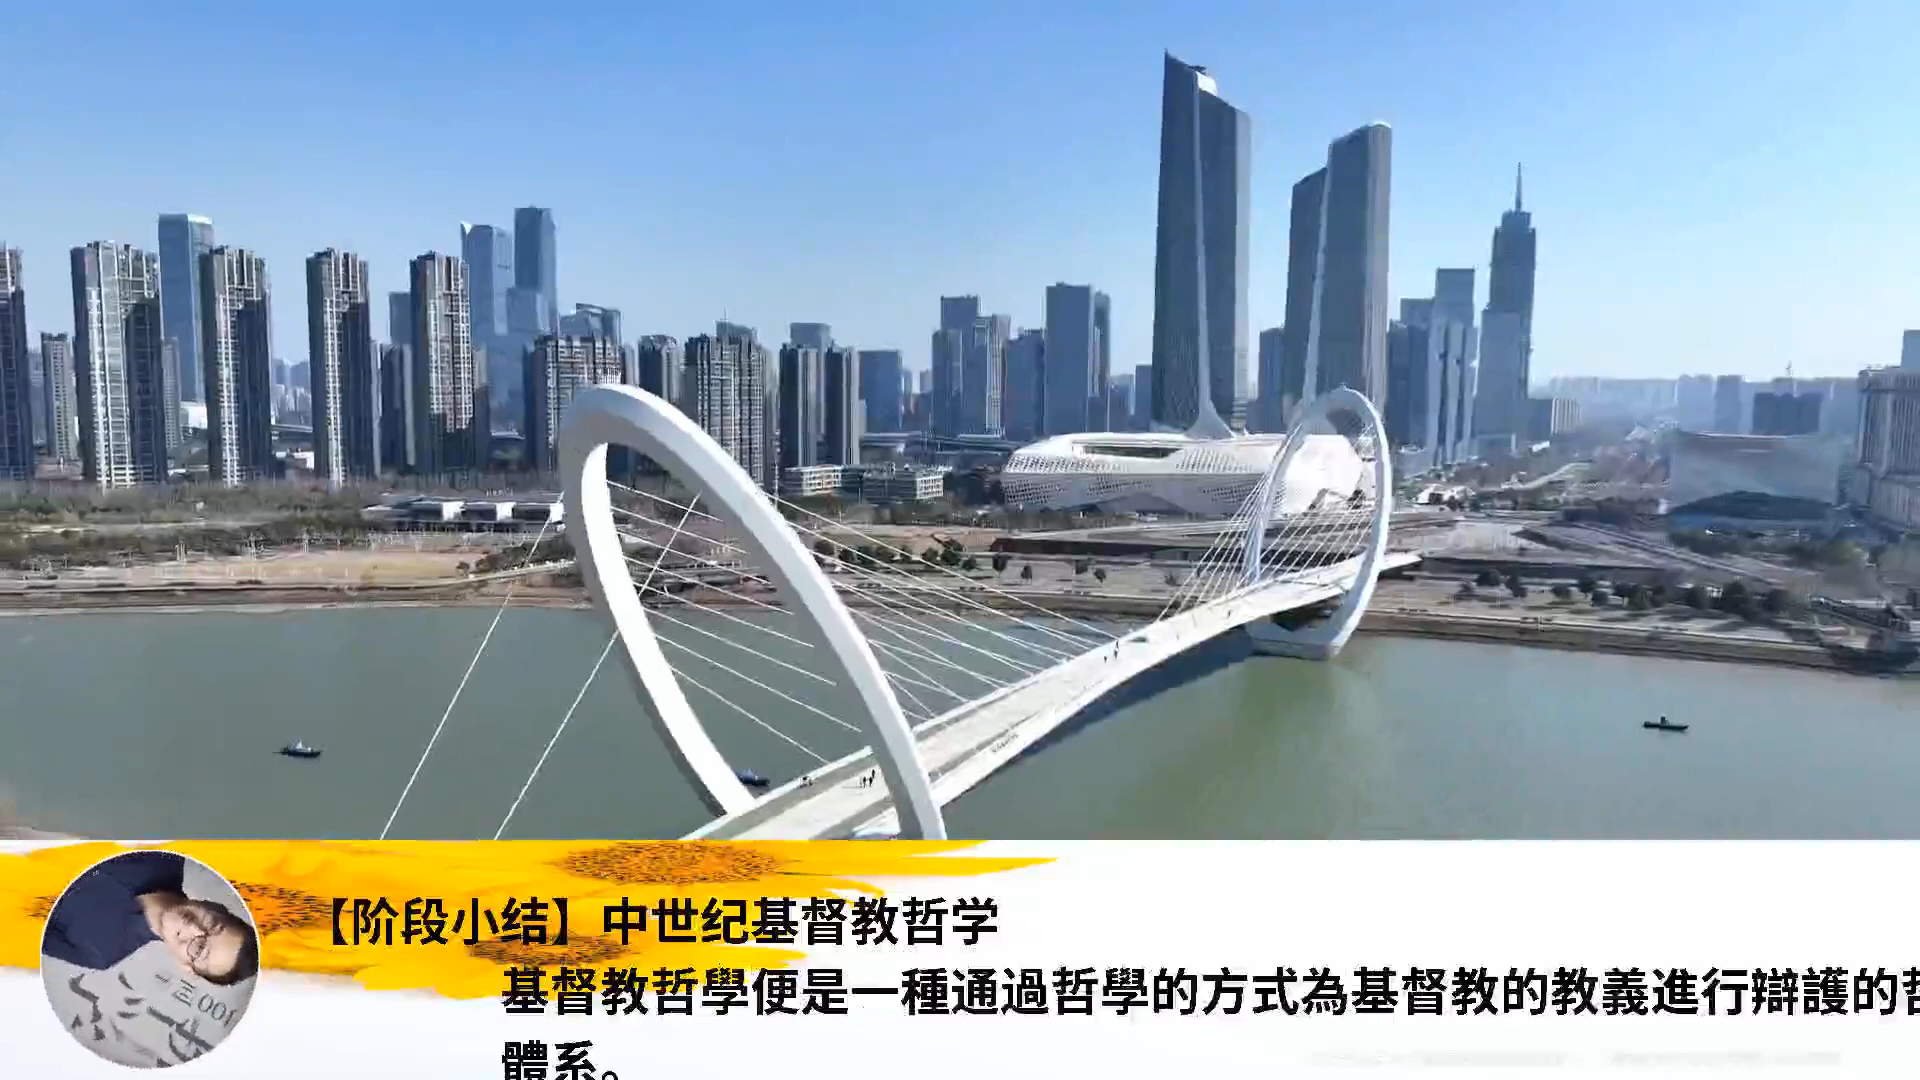 【阶段小结】中世纪基督教哲学
基督教哲學便是一種通過哲學的方式為基督教的教義進行辯護的哲
體系。
001